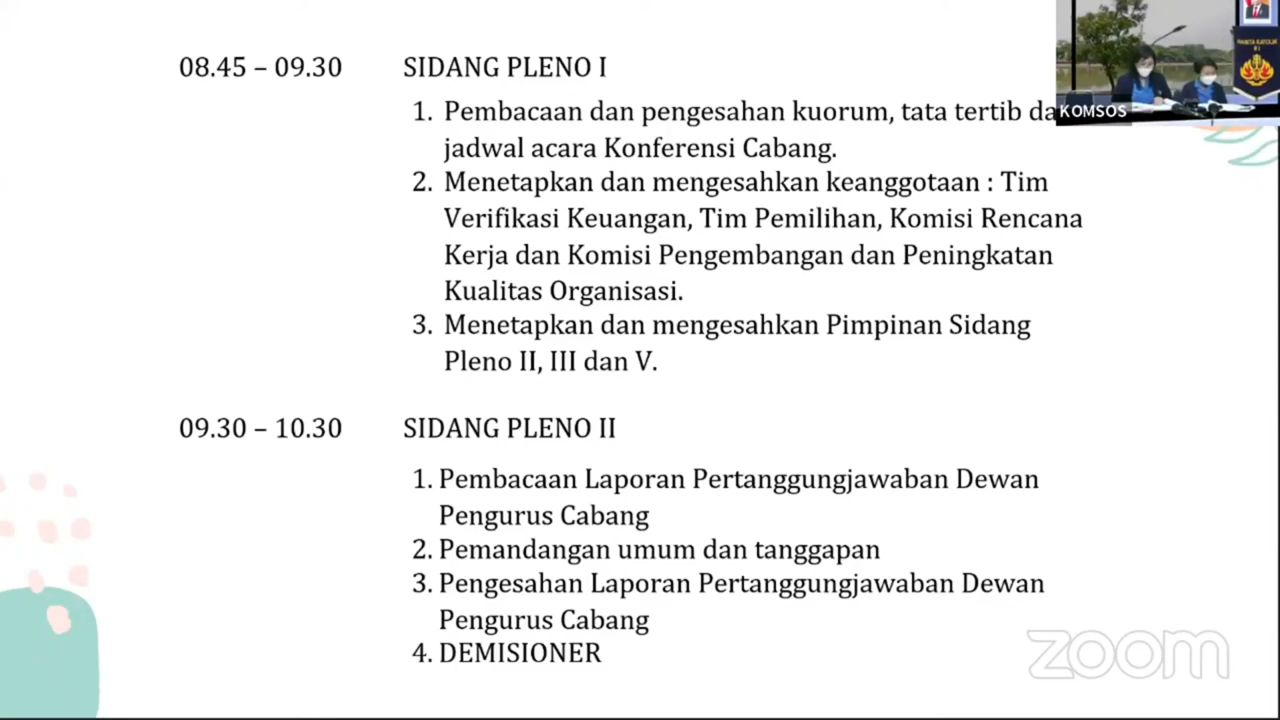 08.45 – 09.30 SIDANG PLENO I
1. Pembacaan dan pengesahan kuorum, tata tertib da
jadwal acara Konferensi Cabang.
2. Menetapkan dan mengesahkan keanggotaan : Tim
Verifikasi Keuangan, Tim Pemilihan, Komisi Rencana
Kerja dan Komisi Pengembangan dan Peningkatan
Kualitas Organisasi.
3. Menetapkan dan mengesahkan Pimpinan Sidang
Pleno II, III dan V.
09.30 – 10.30 SIDANG PLENO II
1. Pembacaan Laporan Pertanggungjawaban Dewan
Pengurus Cabang
2. Pemandangan umum dan tanggapan
3. Pengesahan Laporan Pertanggungjawaban Dewan
Pengurus Cabang
4. DEMISIONER
KOMSOS
zoom